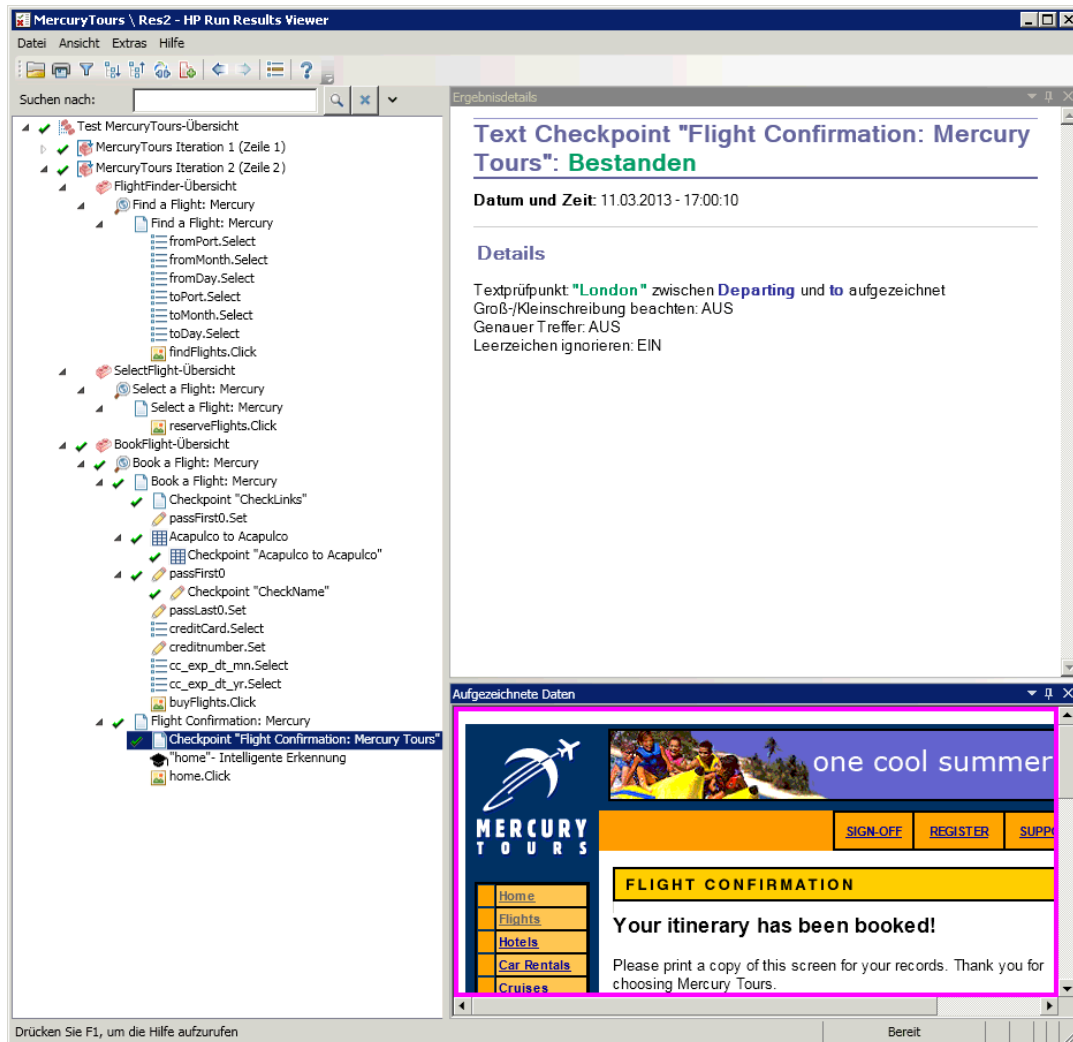 MercuryTours \ Res2 - HP Run Results Viewer
Datei Ansicht Extras Hilfe
Suchen nach:
Test MercuryTours-Übersicht
MercuryTours Iteration 1 (Zeile 1)
MercuryTours Iteration 2 (Zeile 2)
FlightFinder-Übersicht
Find a Flight: Mercury
Find a Flight: Mercury
fromPort.Select
fromMonth.Select
fromDay.Select
toPort.Select
toMonth.Select
toDay.Select
findFlights.Click
SelectFlight-Übersicht
Select a Flight: Mercury
Select a Flight: Mercury
reserveFlights.Click
BookFlight-Übersicht
Book a Flight: Mercury
Book a Flight: Mercury
Checkpoint "CheckLinks"
passFirst0.Set
Acapulco to Acapulco
Checkpoint "Acapulco to Acapulco"
passFirst0
Checkpoint "CheckName"
passLast0.Set
creditCard.Select
creditnumber.Set
cc_exp_dt_mn.Select
cc_exp_dt_yr.Select
buyFlights.Click
Flight Confirmation: Mercury
Checkpoint "Flight Confirmation: Mercury Tours"
"home"- Intelligente Erkennung
home.Click
Ergebnisdetails
Text Checkpoint "Flight Confirmation: Mercury
Tours": Bestanden
Datum und Zeit: 11.03.2013 - 17:00:10
Details
Textprüfpunkt: "London" zwischen Departing und to aufgezeichnet
Groß-/Kleinschreibung beachten: AUS
Genauer Treffer: AUS
Leerzeichen ignorieren: EIN
Aufgezeichnete Daten
MERCURY
TOURS
one cool summer
SIGN-OFF REGISTER SUPP
Home
Flights
Hotels
Car Rentals
Cruises
FLIGHT CONFIRMATION
Your itinerary has been booked!
Please print a copy of this screen for your records. Thank you for
choosing Mercury Tours.
Drücken Sie F1, um die Hilfe aufzurufen
Bereit